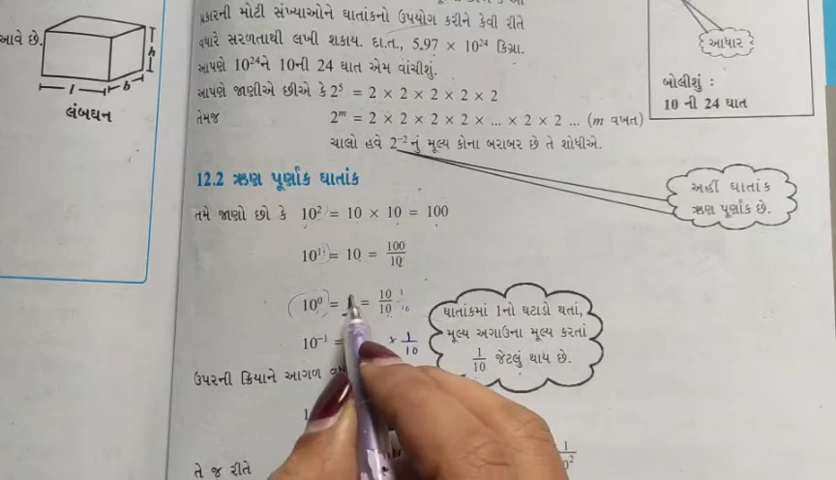 આવે છે.
h
l
b
લંબઘન
પ્રકારની મોટી સંખ્યાઓને ઘાતાંકનો ઉપયોગ કરીને કેવી રીતે
વધારે સરળતાથી લખી શકાય. દા.ત., 5.97 × 10²⁴ કિગ્રા.
આપણે 10²⁴ને 10ની 24 ઘાત એમ વાંચીશું.
આપણે જાણીએ છીએ કે 2⁵ = 2 × 2 × 2 × 2 × 2
તેમજ 2ᵐ = 2 × 2 × 2 × 2 × ... × 2 × 2 ... (m વખત)
ચાલો હવે 2⁻² નું મૂલ્ય કોના બરાબર છે તે શોધીએ.
આધાર
બોલીશું :
10 ની 24 ઘાત
અહીં ઘાતાંક
ઋણ પૂર્ણાંક છે.
12.2 ઋણ પૂર્ણાંક ઘાતાંક
તમે જાણો છો કે 10² = 10 × 10 = 100
10¹ = 10 = 100/10
10⁰ = 1 = 10/10
10⁻¹ = × 1/10
ઘાતાંકમાં 1નો ઘટાડો થતાં,
મૂલ્ય અગાઉના મૂલ્ય કરતાં
1/10 જેટલું થાય છે.
ઉપરની ક્રિયાને આગળ
તે જ રીતે